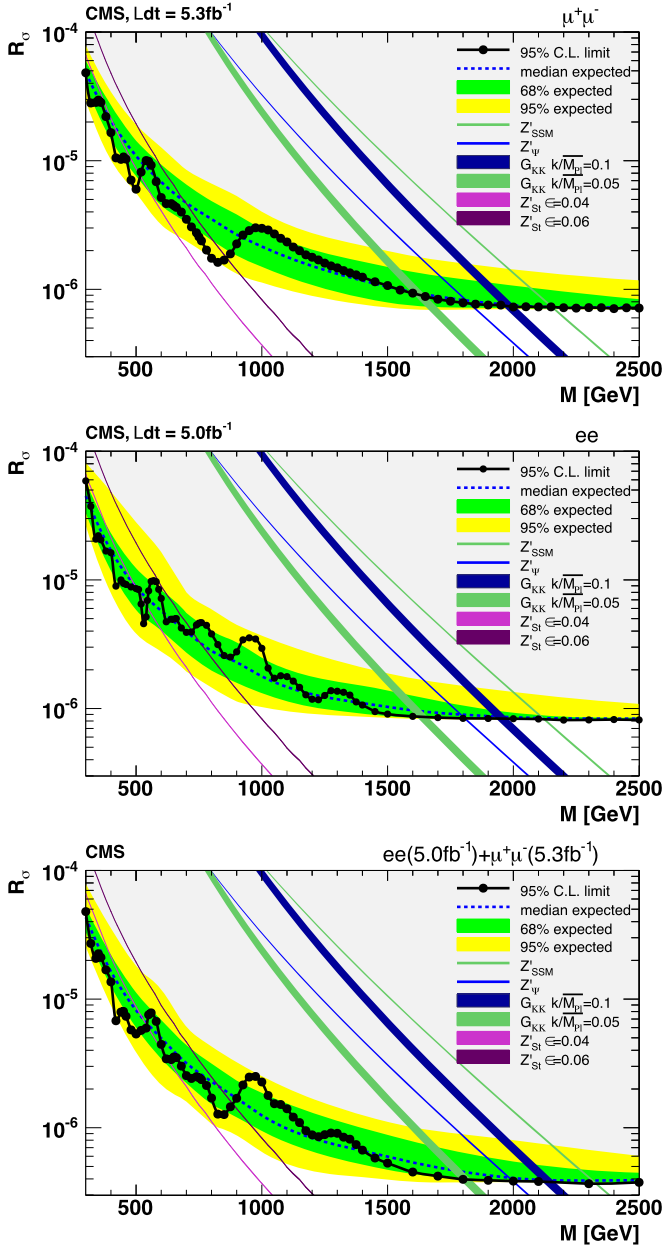 CMS, Ldt = 5.3fb⁻¹ μ⁺μ⁻
Rσ
10⁻⁴
10⁻⁵
10⁻⁶
95% C.L. limit
median expected
68% expected
95% expected
Z'SSM
Z'Ψ
GKK k/M̅Pl=0.1
GKK k/M̅Pl=0.05
Z'St ∈=0.04
Z'St ∈=0.06
500 1000 1500 2000 2500
M [GeV]
CMS, Ldt = 5.0fb⁻¹ ee
Rσ
10⁻⁴
10⁻⁵
10⁻⁶
95% C.L. limit
median expected
68% expected
95% expected
Z'SSM
Z'Ψ
GKK k/M̅Pl=0.1
GKK k/M̅Pl=0.05
Z'St ∈=0.04
Z'St ∈=0.06
500 1000 1500 2000 2500
M [GeV]
CMS ee(5.0fb⁻¹)+μ⁺μ⁻(5.3fb⁻¹)
Rσ
10⁻⁴
10⁻⁵
10⁻⁶
95% C.L. limit
median expected
68% expected
95% expected
Z'SSM
Z'Ψ
GKK k/M̅Pl=0.1
GKK k/M̅Pl=0.05
Z'St ∈=0.04
Z'St ∈=0.06
500 1000 1500 2000 2500
M [GeV]